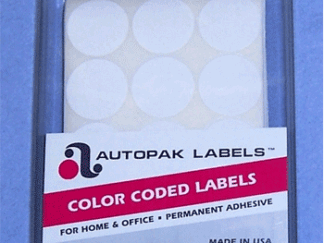 a AUTOPAK LABELS™
COLOR CODED LABELS
FOR HOME & OFFICE • PERMANENT ADHESIVE
MADE IN USA